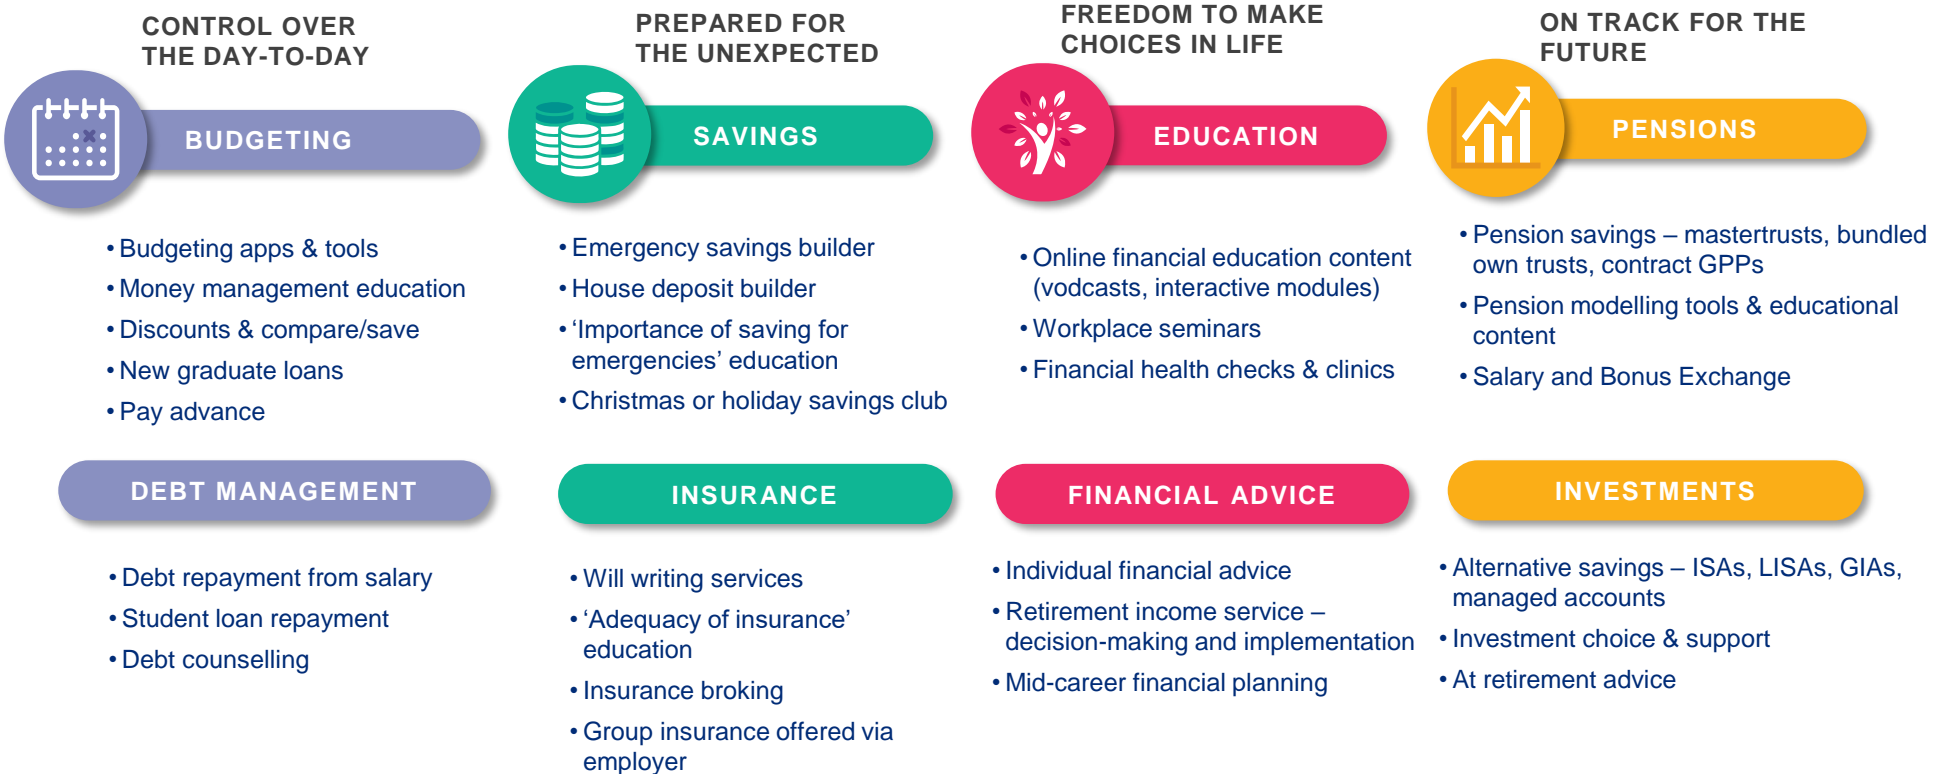 CONTROL OVER
THE DAY-TO-DAY
BUDGETING
• Budgeting apps & tools
• Money management education
• Discounts & compare/save
• New graduate loans
• Pay advance
DEBT MANAGEMENT
• Debt repayment from salary
• Student loan repayment
• Debt counselling
PREPARED FOR
THE UNEXPECTED
SAVINGS
• Emergency savings builder
• House deposit builder
• ‘Importance of saving for
emergencies’ education
• Christmas or holiday savings club
INSURANCE
• Will writing services
• ‘Adequacy of insurance’
education
• Insurance broking
• Group insurance offered via
employer
FREEDOM TO MAKE
CHOICES IN LIFE
EDUCATION
• Online financial education content
(vodcasts, interactive modules)
• Workplace seminars
• Financial health checks & clinics
FINANCIAL ADVICE
• Individual financial advice
• Retirement income service –
decision-making and implementation
• Mid-career financial planning
ON TRACK FOR THE
FUTURE
PENSIONS
• Pension savings – mastertrusts, bundled
own trusts, contract GPPs
• Pension modelling tools & educational
content
• Salary and Bonus Exchange
INVESTMENTS
• Alternative savings – ISAs, LISAs, GIAs,
managed accounts
• Investment choice & support
• At retirement advice